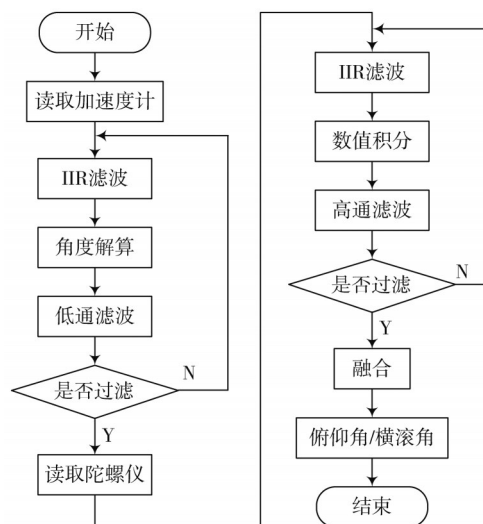 开始
读取加速度计
IIR滤波
角度解算
低通滤波
是否过滤
N
Y
读取陀螺仪
IIR滤波
数值积分
高通滤波
是否过滤
N
Y
融合
俯仰角/横滚角
结束